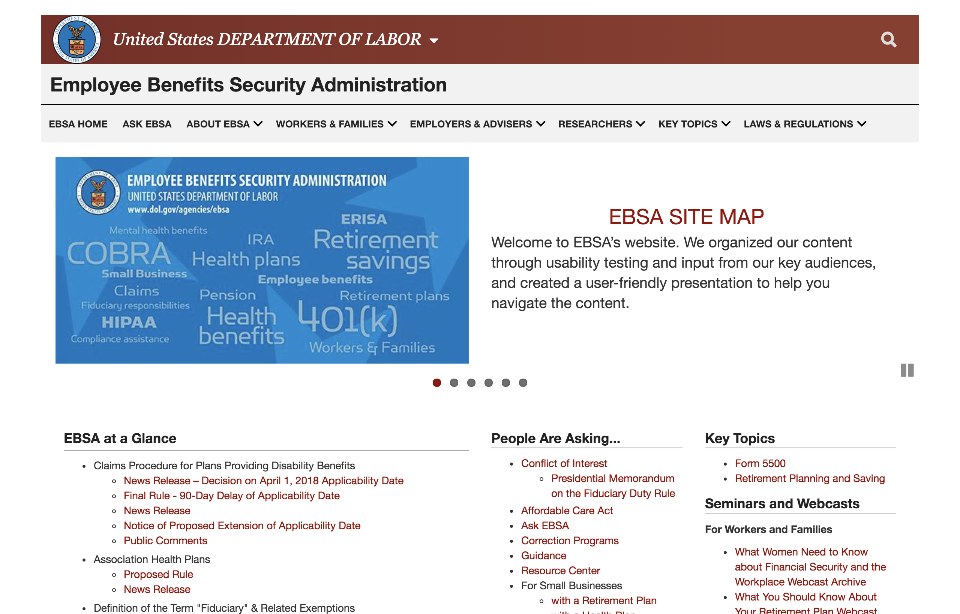 United States DEPARTMENT OF LABOR
Employee Benefits Security Administration
EBSA HOME ASK EBSA ABOUT EBSA WORKERS & FAMILIES EMPLOYERS & ADVISERS RESEARCHERS KEY TOPICS LAWS & REGULATIONS
EMPLOYEE BENEFITS SECURITY ADMINISTRATION
UNITED STATES DEPARTMENT OF LABOR
www.dol.gov/agencies/ebsa
Mental health benefits
ERISA
COBRA
IRA
Retirement
savings
Health plans
Small Business
Employee benefits
Claims
Pension
Retirement plans
Fiduciary responsibilities
HIPAA
Health
benefits
401(k)
Compliance assistance
Workers & Families
EBSA SITE MAP
Welcome to EBSA's website. We organized our content
through usability testing and input from our key audiences,
and created a user-friendly presentation to help you
navigate the content.
EBSA at a Glance
Claims Procedure for Plans Providing Disability Benefits
News Release – Decision on April 1, 2018 Applicability Date
Final Rule - 90-Day Delay of Applicability Date
News Release
Notice of Proposed Extension of Applicability Date
Public Comments
Association Health Plans
Proposed Rule
News Release
Definition of the Term "Fiduciary" & Related Exemptions
People Are Asking...
Conflict of Interest
Presidential Memorandum
on the Fiduciary Duty Rule
Affordable Care Act
Ask EBSA
Correction Programs
Guidance
Resource Center
For Small Businesses
with a Retirement Plan
with a Health Plan
Key Topics
Form 5500
Retirement Planning and Saving
Seminars and Webcasts
For Workers and Families
What Women Need to Know
about Financial Security and the
Workplace Webcast Archive
What You Should Know About
Your Retirement Plan Webcast